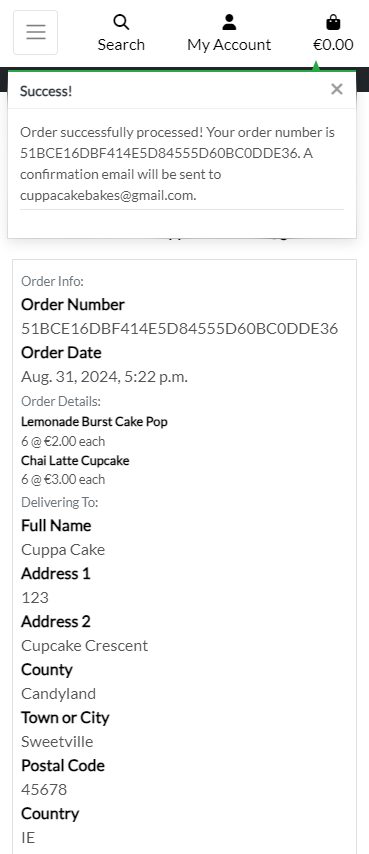 Search My Account €0.00
Success! ×
Order successfully processed! Your order number is
51BCE16DBF414E5D84555D60BC0DDE36. A
confirmation email will be sent to
cuppacakebakes@gmail.com.
Order Info:
Order Number
51BCE16DBF414E5D84555D60BC0DDE36
Order Date
Aug. 31, 2024, 5:22 p.m.
Order Details:
Lemonade Burst Cake Pop
6 @ €2.00 each
Chai Latte Cupcake
6 @ €3.00 each
Delivering To:
Full Name
Cuppa Cake
Address 1
123
Address 2
Cupcake Crescent
County
Candyland
Town or City
Sweetville
Postal Code
45678
Country
IE